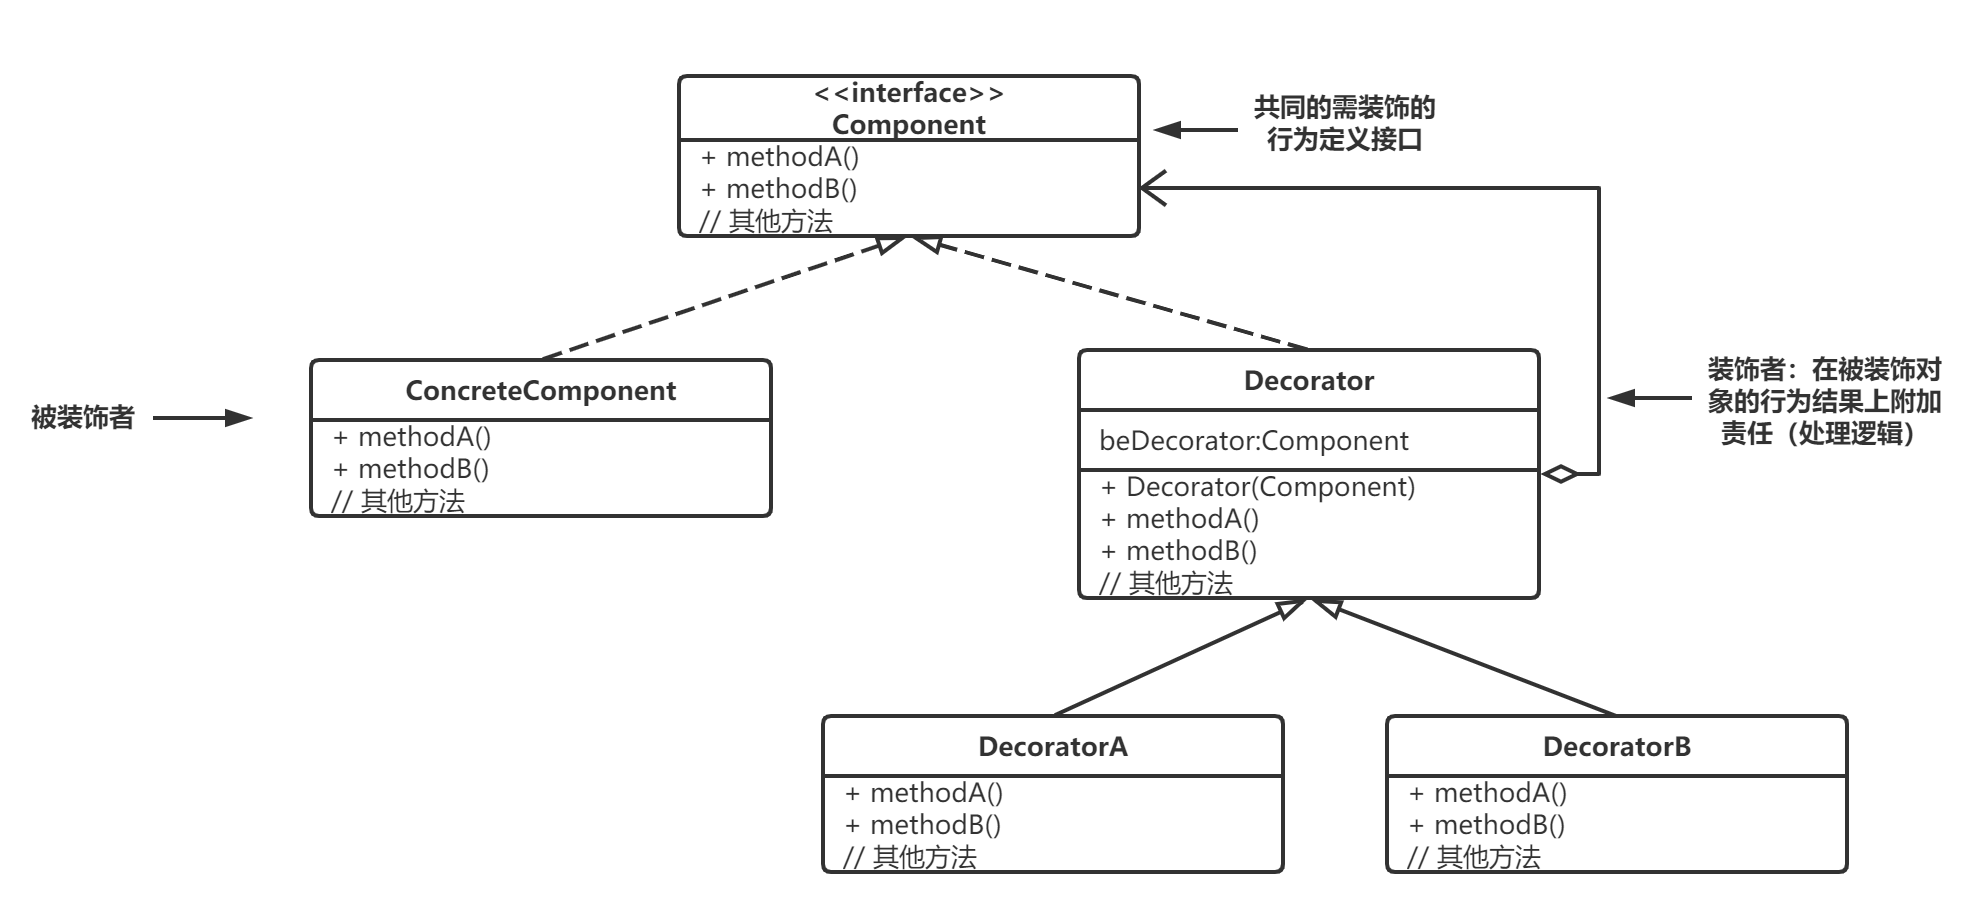 <<interface>>
Component
+ methodA()
+ methodB()
// 其他方法
共同的需装饰的
行为定义接口
被装饰者
ConcreteComponent
+ methodA()
+ methodB()
// 其他方法
Decorator
beDecorator:Component
+ Decorator(Component)
+ methodA()
+ methodB()
// 其他方法
装饰者：在被装饰对
象的行为结果上附加
责任（处理逻辑）
DecoratorA
+ methodA()
+ methodB()
// 其他方法
DecoratorB
+ methodA()
+ methodB()
// 其他方法